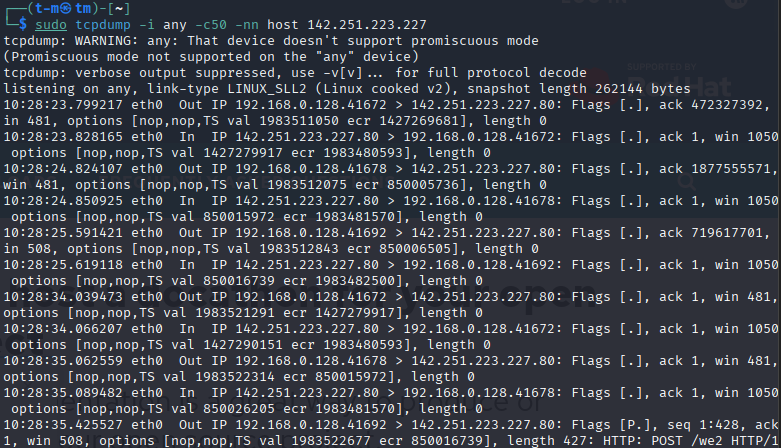 ┌──(t-m㉿tm)-[~]
└─$ sudo tcpdump -i any -c50 -nn host 142.251.223.227
tcpdump: WARNING: any: That device doesn't support promiscuous mode
(Promiscuous mode not supported on the "any" device)
tcpdump: verbose output suppressed, use -v[v]... for full protocol decode
listening on any, link-type LINUX_SLL2 (Linux cooked v2), snapshot length 262144 bytes
10:28:23.799217 eth0  Out IP 192.168.0.128.41672 > 142.251.223.227.80: Flags [.], ack 472327392,
in 481, options [nop,nop,TS val 1983511050 ecr 1427269681], length 0
10:28:23.828165 eth0  In  IP 142.251.223.227.80 > 192.168.0.128.41672: Flags [.], ack 1, win 1050
 options [nop,nop,TS val 1427279917 ecr 1983480593], length 0
10:28:24.824107 eth0  Out IP 192.168.0.128.41678 > 142.251.223.227.80: Flags [.], ack 1877555571,
win 481, options [nop,nop,TS val 1983512075 ecr 850005736], length 0
10:28:24.850925 eth0  In  IP 142.251.223.227.80 > 192.168.0.128.41678: Flags [.], ack 1, win 1050
 options [nop,nop,TS val 850015972 ecr 1983481570], length 0
10:28:25.591421 eth0  Out IP 192.168.0.128.41692 > 142.251.223.227.80: Flags [.], ack 719617701,
in 508, options [nop,nop,TS val 1983512843 ecr 850006505], length 0
10:28:25.619118 eth0  In  IP 142.251.223.227.80 > 192.168.0.128.41692: Flags [.], ack 1, win 1050
 options [nop,nop,TS val 850016739 ecr 1983482500], length 0
10:28:34.039473 eth0  Out IP 192.168.0.128.41672 > 142.251.223.227.80: Flags [.], ack 1, win 481,
options [nop,nop,TS val 1983521291 ecr 1427279917], length 0
10:28:34.066207 eth0  In  IP 142.251.223.227.80 > 192.168.0.128.41672: Flags [.], ack 1, win 1050
 options [nop,nop,TS val 1427290151 ecr 1983480593], length 0
10:28:35.062559 eth0  Out IP 192.168.0.128.41678 > 142.251.223.227.80: Flags [.], ack 1, win 481,
options [nop,nop,TS val 1983522314 ecr 850015972], length 0
10:28:35.089482 eth0  In  IP 142.251.223.227.80 > 192.168.0.128.41678: Flags [.], ack 1, win 1050
 options [nop,nop,TS val 850026205 ecr 1983481570], length 0
10:28:35.425527 eth0  Out IP 192.168.0.128.41692 > 142.251.223.227.80: Flags [P.], seq 1:428, ack
1, win 508, options [nop,nop,TS val 1983522677 ecr 850016739], length 427: HTTP: POST /we2 HTTP/1